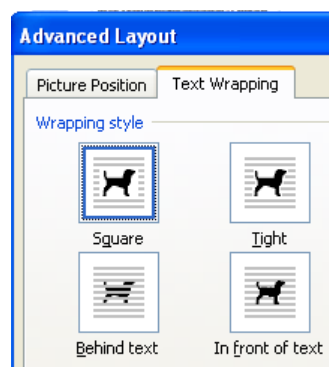 Advanced Layout
Picture Position Text Wrapping
Wrapping style
Square Tight
Behind text In front of text